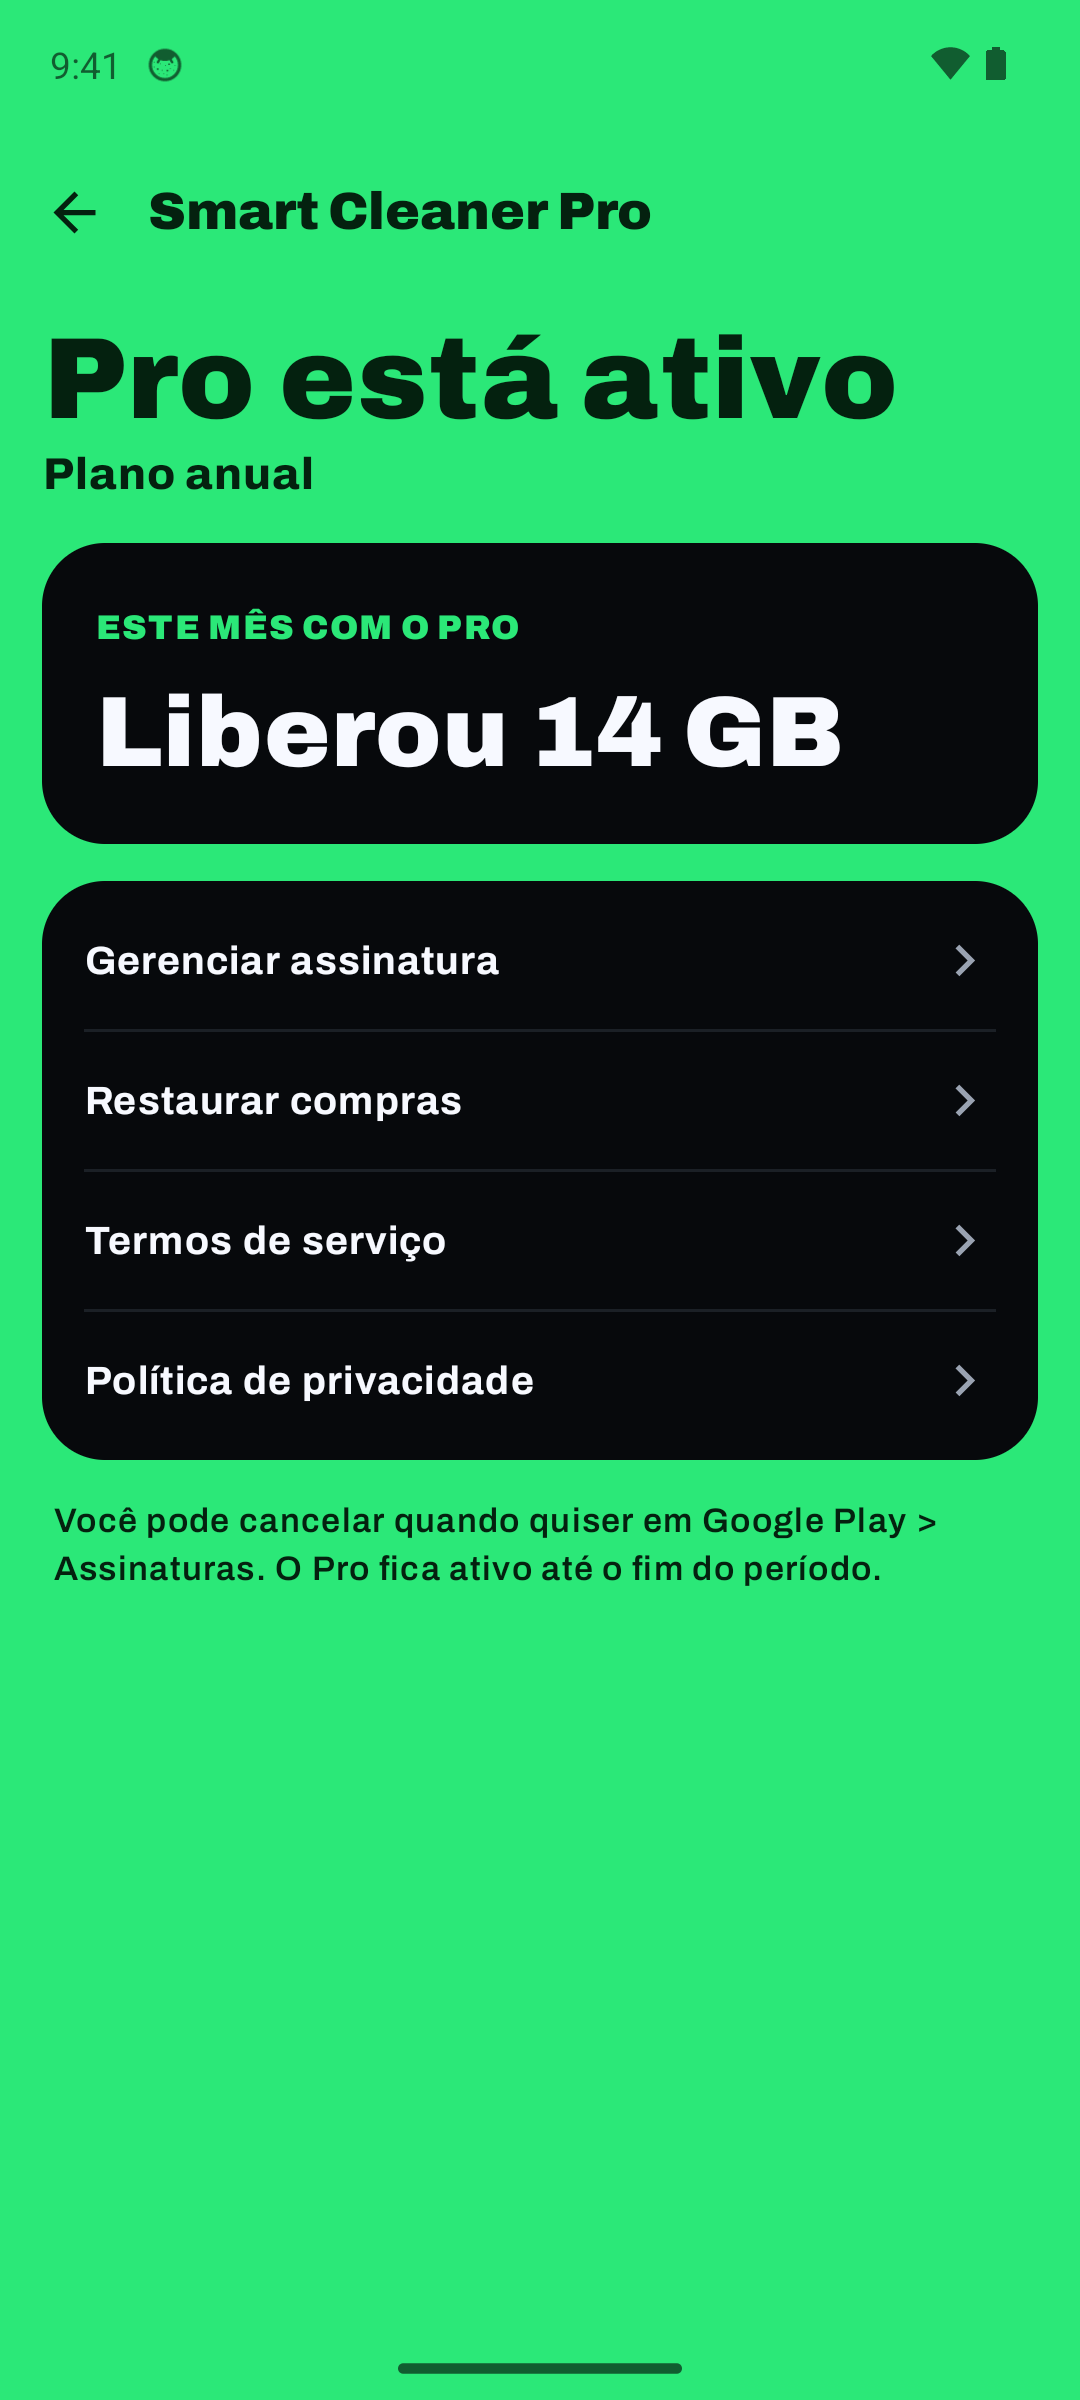 9:41
Smart Cleaner Pro
Pro está ativo
Plano anual
ESTE MÊS COM O PRO
Liberou 14 GB
Gerenciar assinatura
Restaurar compras
Termos de serviço
Política de privacidade
Você pode cancelar quando quiser em Google Play >
Assinaturas. O Pro fica ativo até o fim do período.